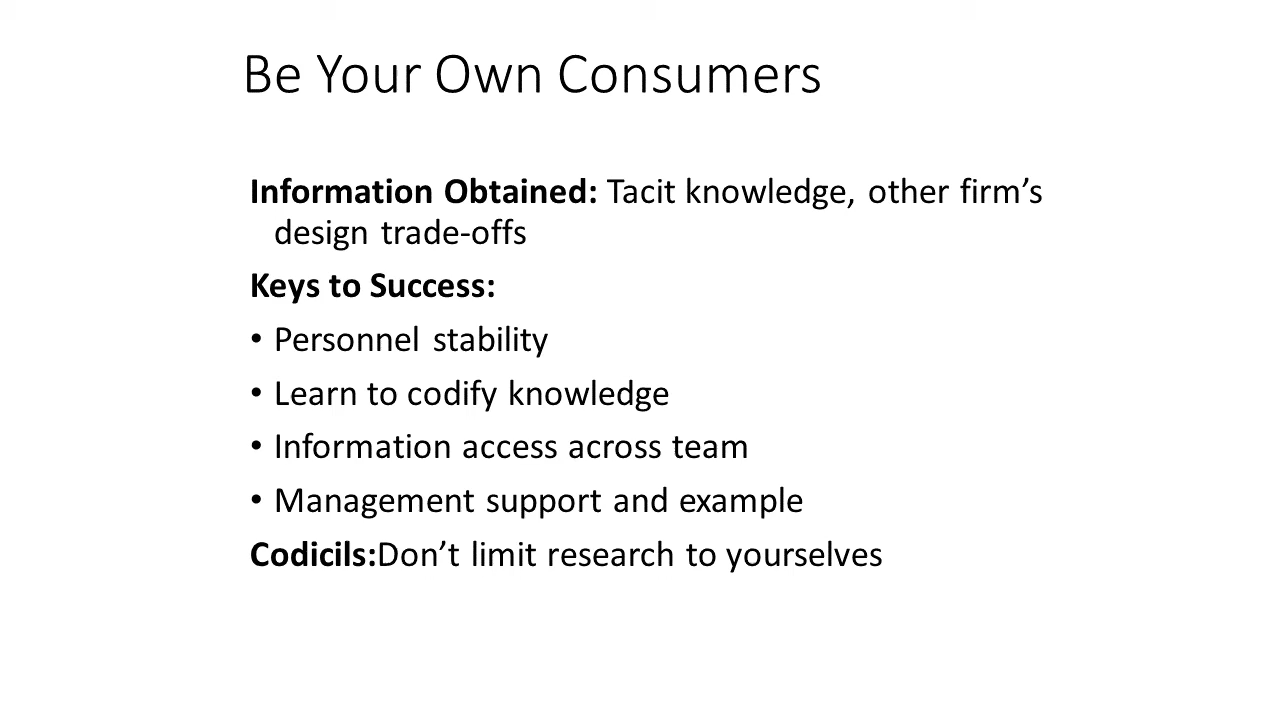 Be Your Own Consumers
Information Obtained: Tacit knowledge, other firm’s
design trade-offs
Keys to Success:
• Personnel stability
• Learn to codify knowledge
• Information access across team
• Management support and example
Codicils:Don’t limit research to yourselves